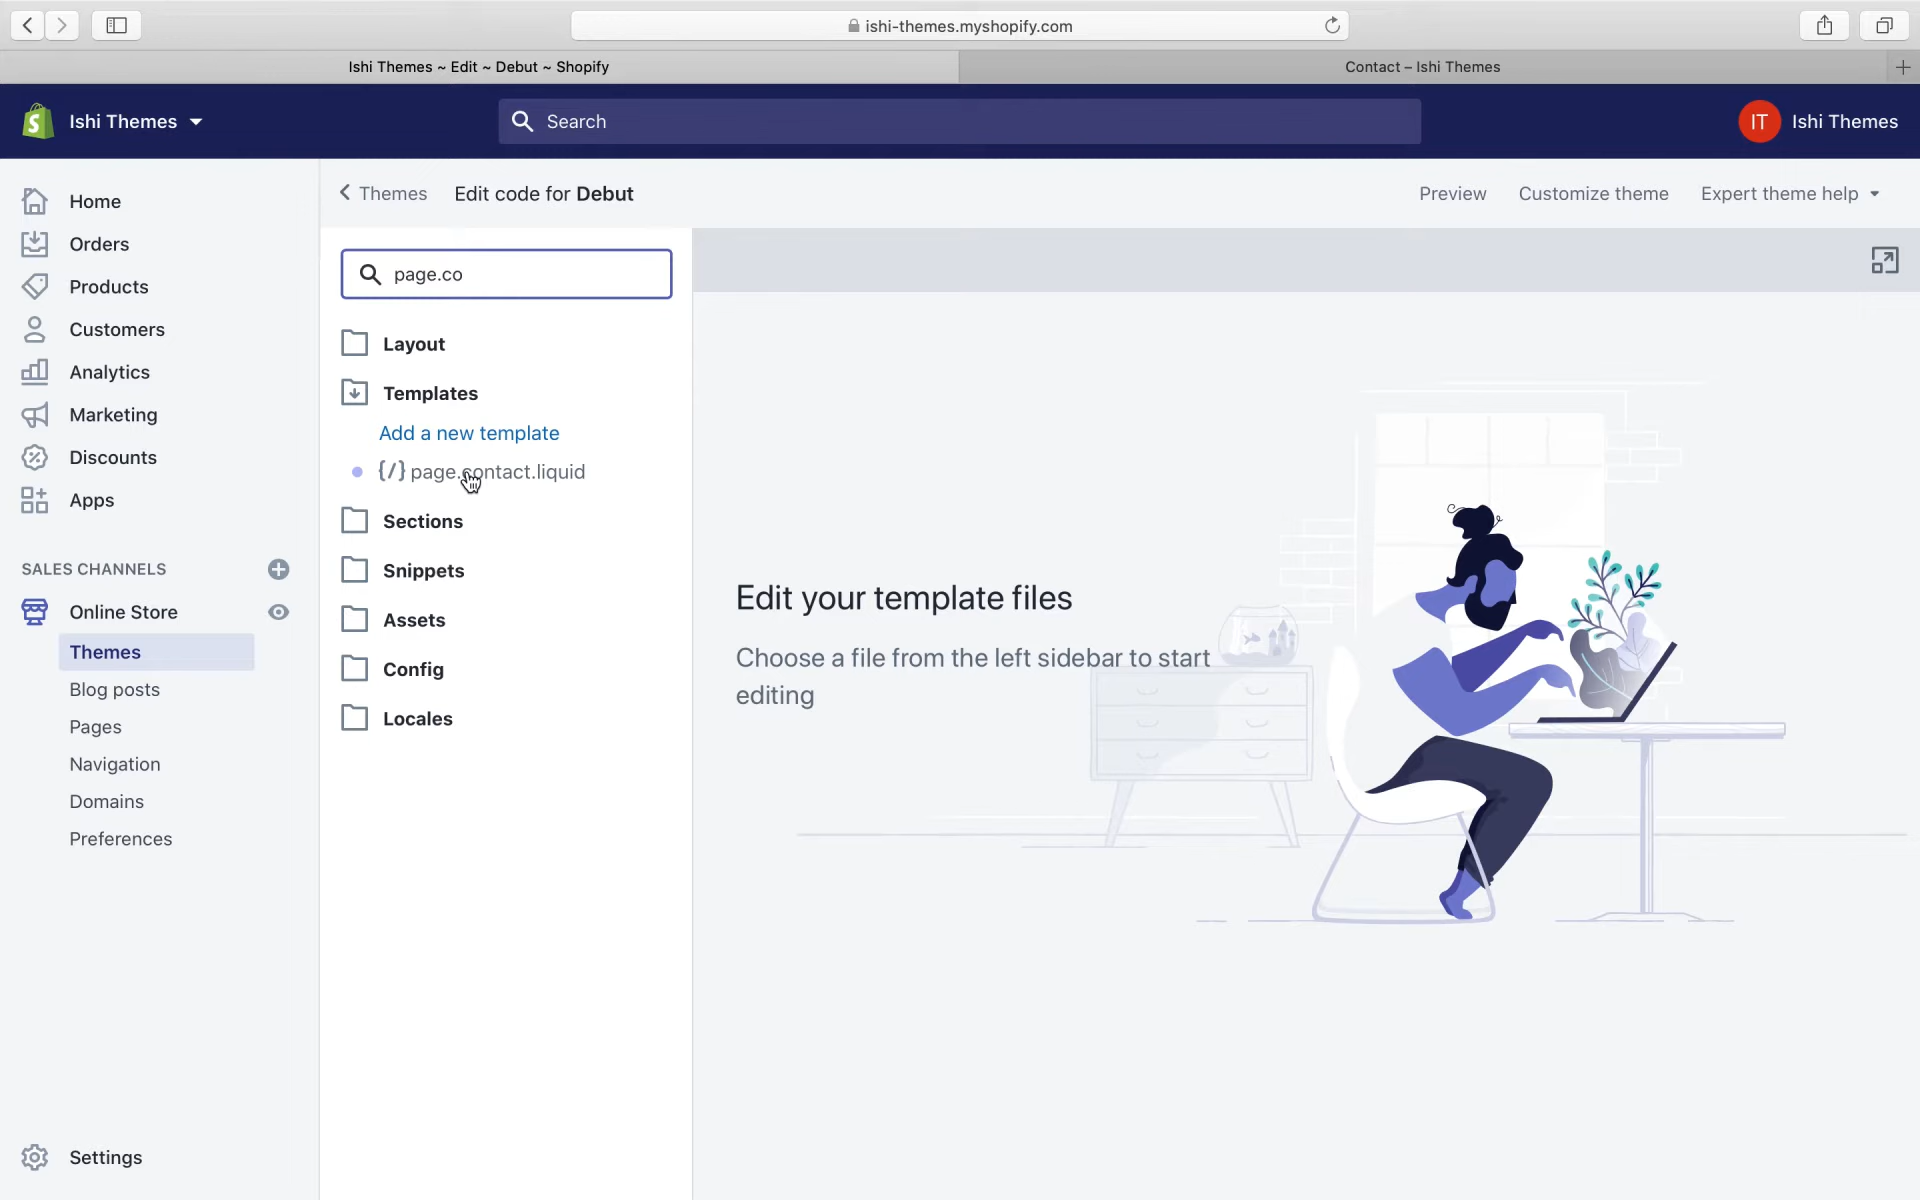 ishi-themes.myshopify.com
Ishi Themes ~ Edit ~ Debut ~ Shopify
Contact – Ishi Themes
Ishi Themes
Search
IT
Ishi Themes
Themes
Edit code for Debut
Preview
Customize theme
Expert theme help
Home
Orders
Products
Customers
Analytics
Marketing
Discounts
Apps
SALES CHANNELS
Online Store
Themes
Blog posts
Pages
Navigation
Domains
Preferences
Settings
page.co
Layout
Templates
Add a new template
{/} page.contact.liquid
Sections
Snippets
Assets
Config
Locales
Edit your template files
Choose a file from the left sidebar to start
editing